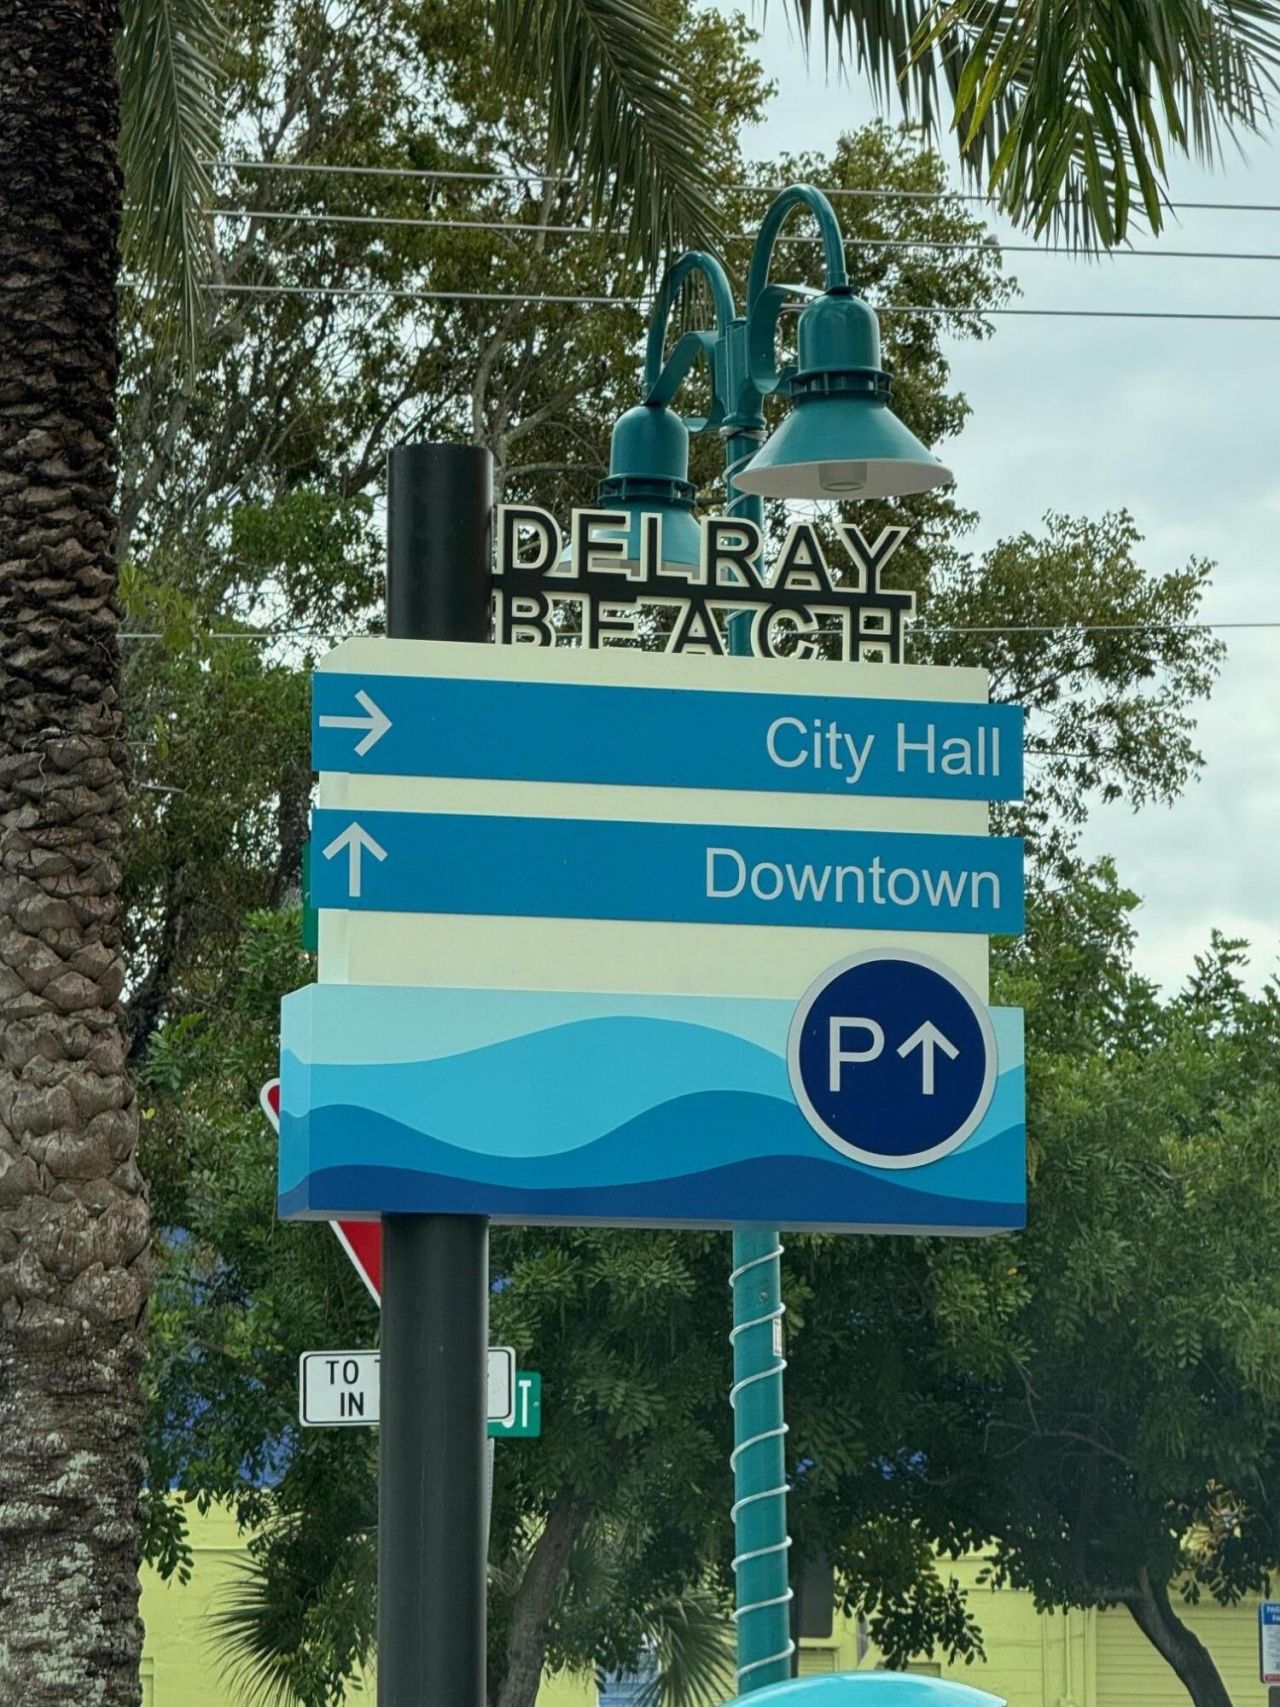 DELRAY
BEACH
City Hall
Downtown
P
TO
IN